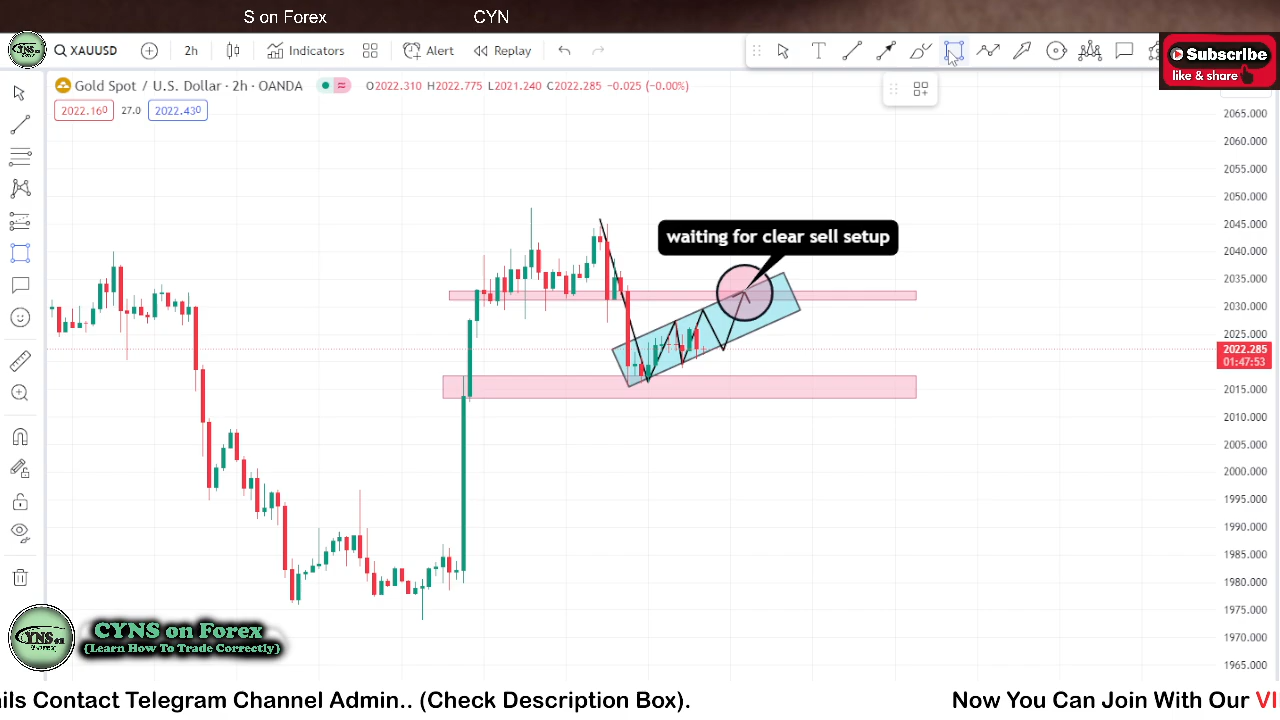 S on Forex CYN
XAUUSD 2h Indicators Alert Replay
Subscribe
like & share
Gold Spot / U.S. Dollar · 2h · OANDA O2022.310 H2022.775 L2021.240 C2022.285 −0.025 (−0.00%)
2022.160 27.0 2022.430
waiting for clear sell setup
2065.000
2060.000
2055.000
2050.000
2045.000
2040.000
2035.000
2030.000
2025.000
2022.285
01:47:53
2015.000
2010.000
2005.000
2000.000
1995.000
1990.000
1985.000
1980.000
1975.000
1970.000
1965.000
CYNS on Forex
{Learn How To Trade Correctly}
ails Contact Telegram Channel Admin.. (Check Description Box). Now You Can Join With Our VI